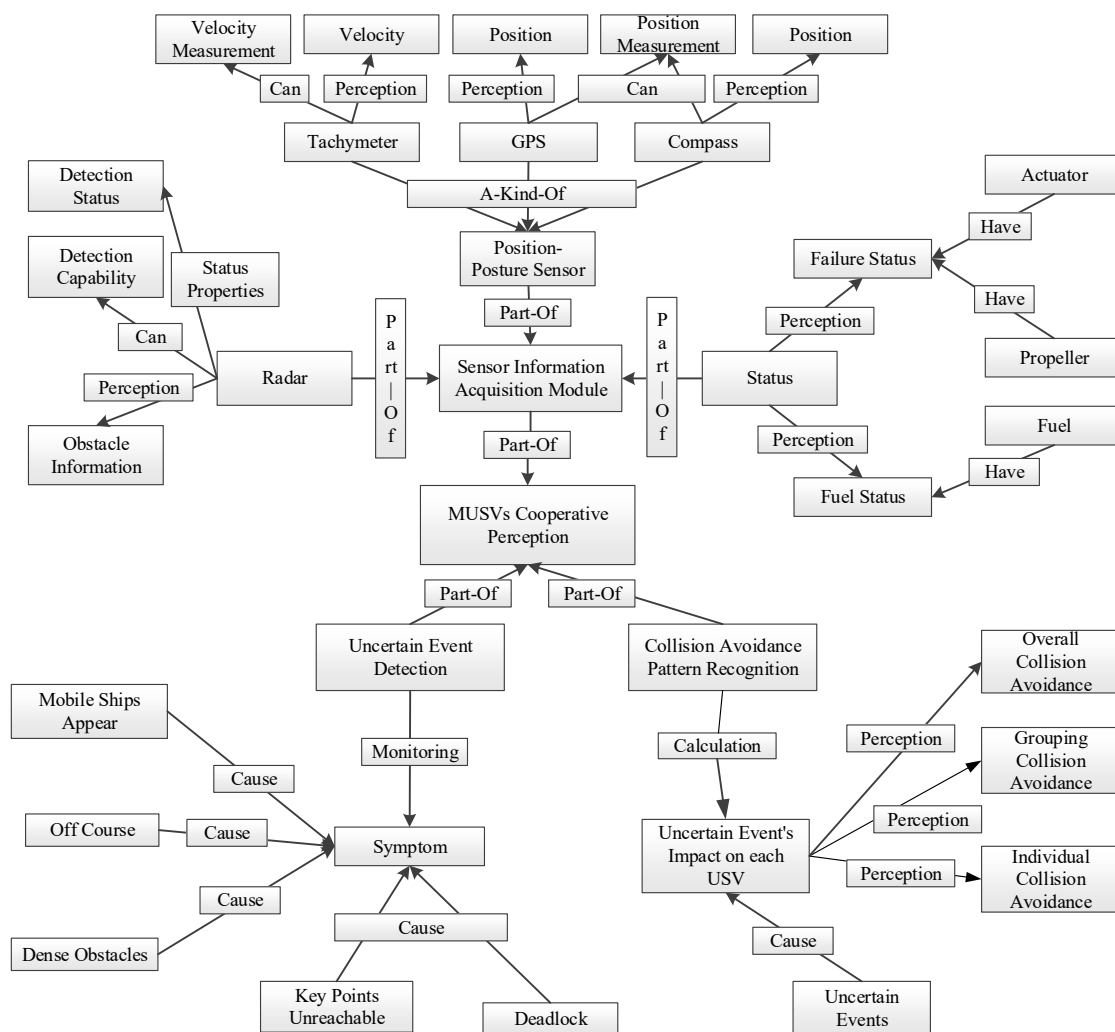 Velocity
Measurement
Velocity
Position
Position
Measurement
Position
Can
Perception
Perception
Can
Perception
Tachymeter
GPS
Compass
A-Kind-Of
Position-
Posture Sensor
Part-Of
Detection
Status
Detection
Capability
Status
Properties
Can
Perception
Radar
Obstacle
Information
P
a
r
t
|
O
f
Sensor Information
Acquisition Module
P
a
r
t
|
O
f
Status
Actuator
Have
Failure Status
Perception
Have
Propeller
Perception
Fuel
Have
Fuel Status
Part-Of
MUSVs Cooperative
Perception
Part-Of
Part-Of
Uncertain Event
Detection
Collision Avoidance
Pattern Recognition
Overall
Collision
Avoidance
Mobile Ships
Appear
Monitoring
Calculation
Perception
Grouping
Collision
Avoidance
Cause
Off Course
Cause
Symptom
Uncertain Event's
Impact on each
USV
Perception
Perception
Individual
Collision
Avoidance
Cause
Dense Obstacles
Cause
Cause
Key Points
Unreachable
Deadlock
Uncertain
Events